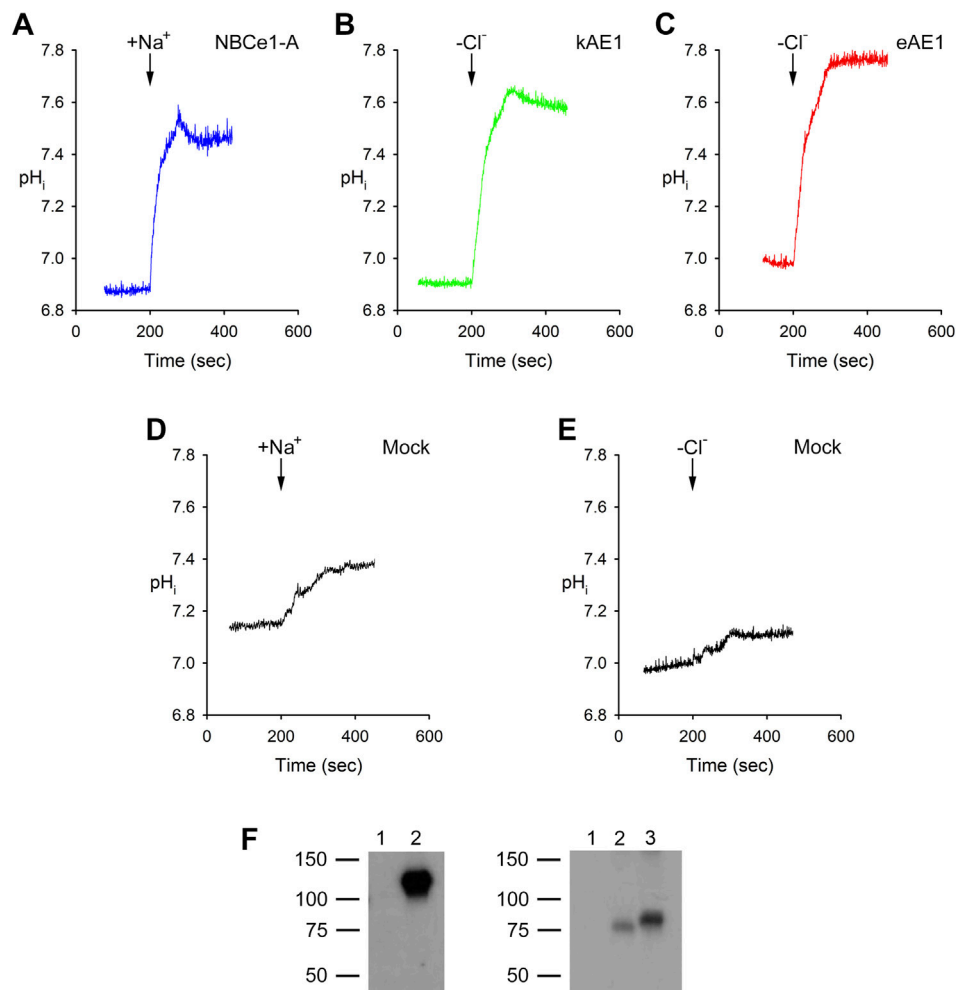 A
+Na⁺
NBCe1-A
7.8
7.6
7.4
pHᵢ
7.2
7.0
6.8
0 200 400 600
Time (sec)
B
-Cl⁻
kAE1
7.8
7.6
7.4
pHᵢ
7.2
7.0
6.8
0 200 400 600
Time (sec)
C
-Cl⁻
eAE1
7.8
7.6
7.4
pHᵢ
7.2
7.0
6.8
0 200 400 600
Time (sec)
D
+Na⁺
Mock
7.8
7.6
7.4
pHᵢ
7.2
7.0
6.8
0 200 400 600
Time (sec)
E
-Cl⁻
Mock
7.8
7.6
7.4
pHᵢ
7.2
7.0
6.8
0 200 400 600
Time (sec)
F
1 2
150
100
75
50
1 2 3
150
100
75
50